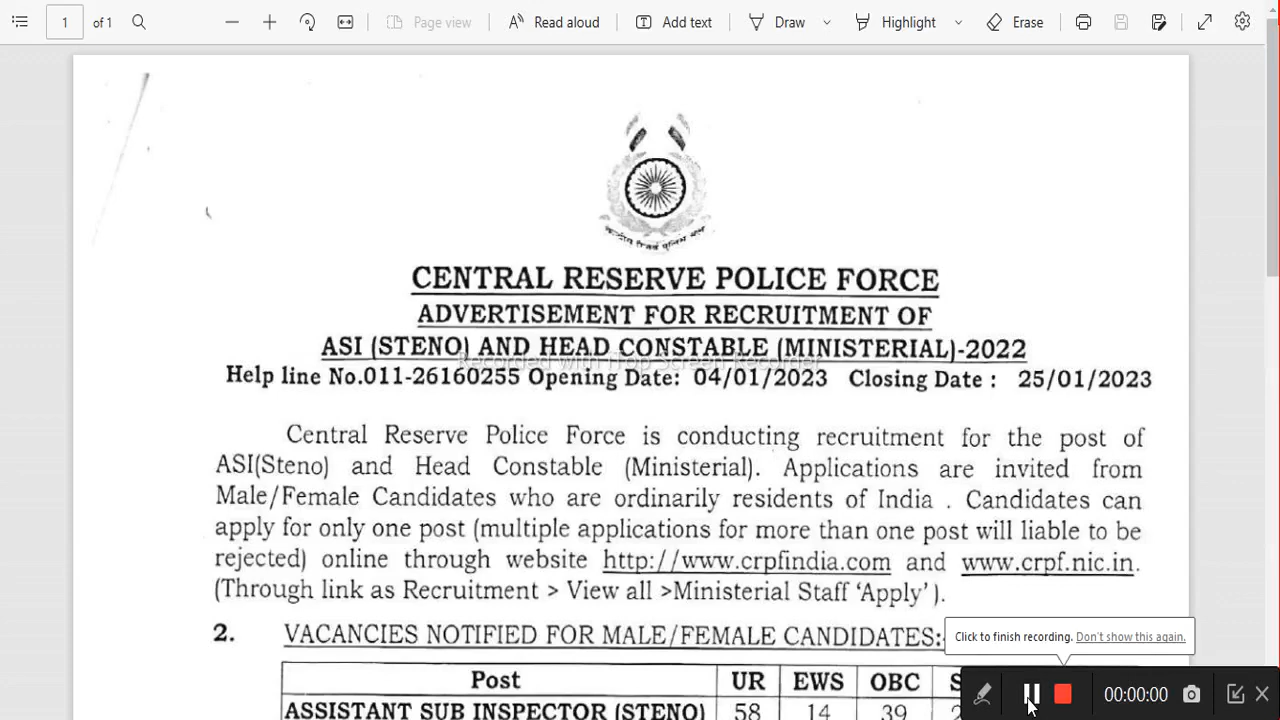 1 of 1 Page view Read aloud Add text Draw Highlight Erase
CENTRAL RESERVE POLICE FORCE
ADVERTISEMENT FOR RECRUITMENT OF
ASI (STENO) AND HEAD CONSTABLE (MINISTERIAL)-2022
Recorded with iTop Screen Recorder
Help line No.011-26160255 Opening Date: 04/01/2023 Closing Date : 25/01/2023
Central Reserve Police Force is conducting recruitment for the post of
ASI(Steno) and Head Constable (Ministerial). Applications are invited from
Male/Female Candidates who are ordinarily residents of India . Candidates can
apply for only one post (multiple applications for more than one post will liable to be
rejected) online through website http://www.crpfindia.com and www.crpf.nic.in.
(Through link as Recruitment > View all >Ministerial Staff 'Apply' ).
2. VACANCIES NOTIFIED FOR MALE/FEMALE CANDIDATES:
Click to finish recording. Don't show this again.
Post UR EWS OBC
ASSISTANT SUB INSPECTOR (STENO) 58 14 39
00:00:00